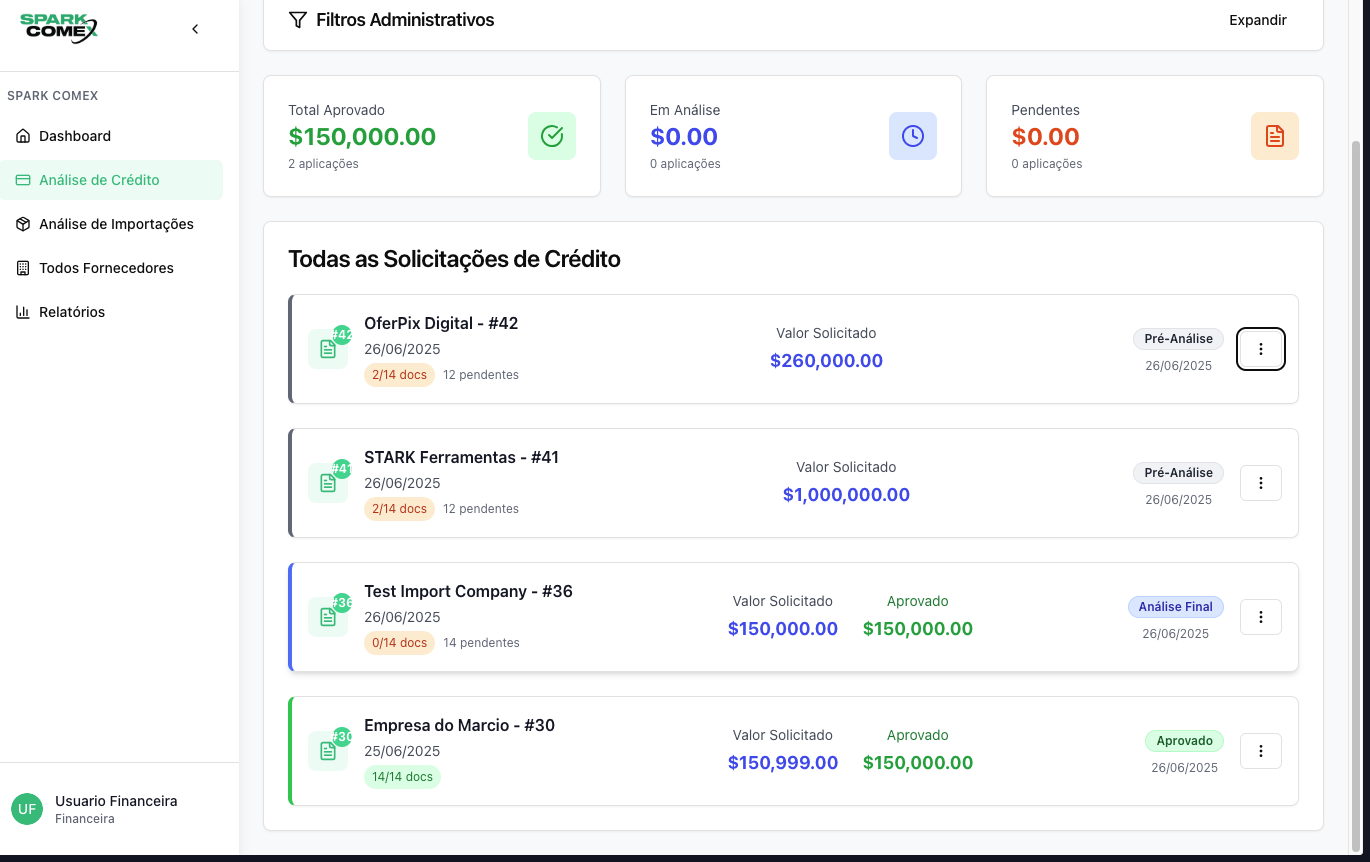 SPARK
COMEX
Filtros Administrativos
Expandir
SPARK COMEX
Dashboard
Análise de Crédito
Análise de Importações
Todos Fornecedores
Relatórios
UF
Usuario Financeira
Financeira
Total Aprovado
$150,000.00
2 aplicações
Em Análise
$0.00
0 aplicações
Pendentes
$0.00
0 aplicações
Todas as Solicitações de Crédito
#42
OferPix Digital - #42
26/06/2025
2/14 docs 12 pendentes
Valor Solicitado
$260,000.00
Pré-Análise
26/06/2025
#41
STARK Ferramentas - #41
26/06/2025
2/14 docs 12 pendentes
Valor Solicitado
$1,000,000.00
Pré-Análise
26/06/2025
#36
Test Import Company - #36
26/06/2025
0/14 docs 14 pendentes
Valor Solicitado
$150,000.00
Aprovado
$150,000.00
Análise Final
26/06/2025
#30
Empresa do Marcio - #30
25/06/2025
14/14 docs
Valor Solicitado
$150,999.00
Aprovado
$150,000.00
Aprovado
26/06/2025